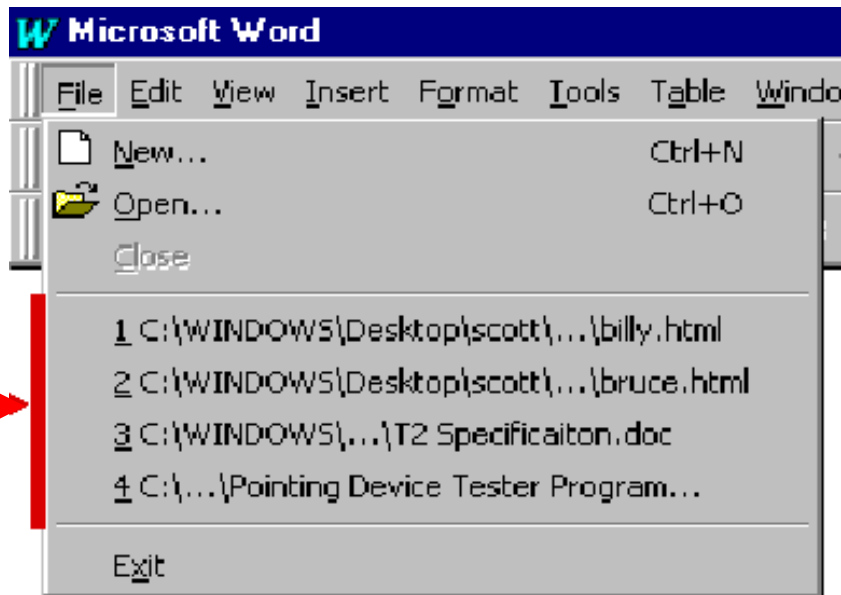 Microsoft Word
File Edit View Insert Format Tools Table Windo
New... Ctrl+N
Open... Ctrl+O
Close
1 C:\WINDOWS\Desktop\scott\...\billy.html
2 C:\WINDOWS\Desktop\scott\...\bruce.html
3 C:\WINDOWS\...\T2 Specificaiton.doc
4 C:\...\Pointing Device Tester Program...
Exit